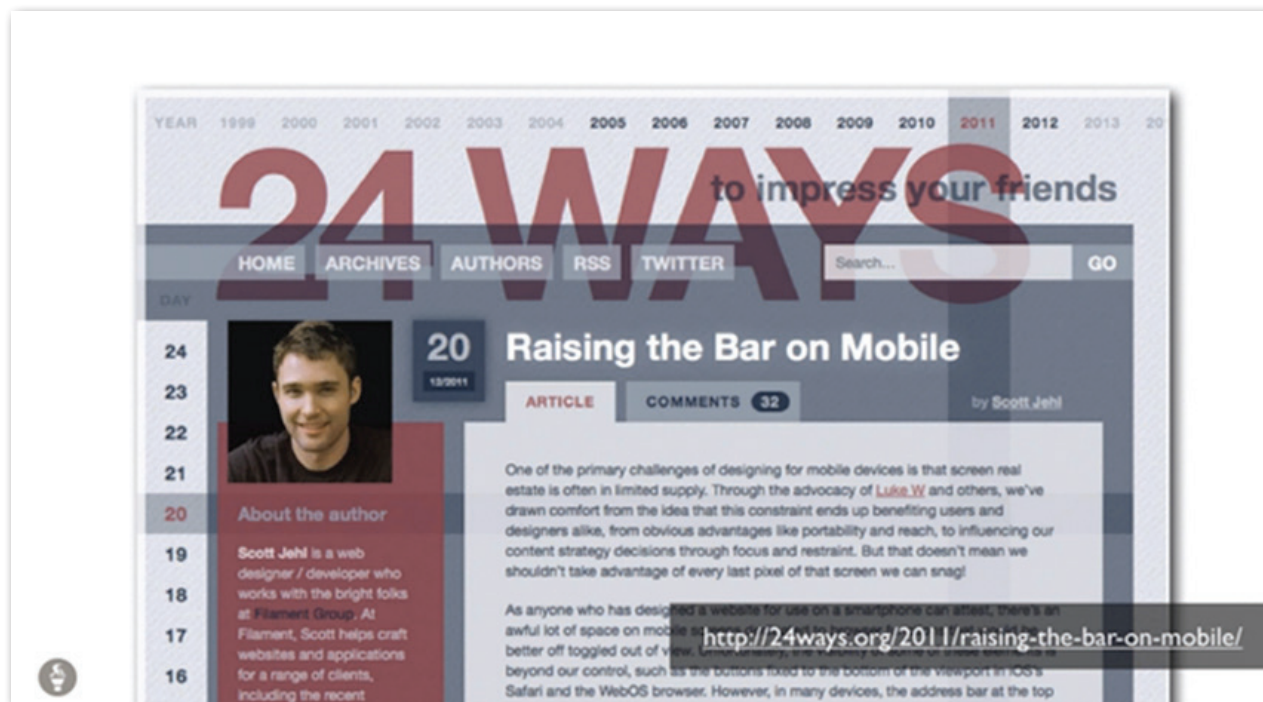 YEAR 1999 2000 2001 2002 2003 2004 2005 2006 2007 2008 2009 2010 2011 2012 2013 20
24 WAYS
to impress your friends
HOME ARCHIVES AUTHORS RSS TWITTER Search... GO
DAY
24
23
22
21
20
19
18
17
16
20
12/2011
Raising the Bar on Mobile
ARTICLE COMMENTS 32 by Scott Jehl
About the author
Scott Jehl is a web
designer / developer who
works with the bright folks
at Filament Group. At
Filament, Scott helps craft
websites and applications
for a range of clients,
including the recent
One of the primary challenges of designing for mobile devices is that screen real
estate is often in limited supply. Through the advocacy of Luke W and others, we've
drawn comfort from the idea that this constraint ends up benefiting users and
designers alike, from obvious advantages like portability and reach, to influencing our
content strategy decisions through focus and restraint. But that doesn't mean we
shouldn't take advantage of every last pixel of that screen we can snag!
As anyone who has designed a website for use on a smartphone can attest, there's an
awful lot of space on mobile
better off toggled out of view.
beyond our control, such as the buttons fixed to the bottom of the viewport in iOS's
Safari and the WebOS browser. However, in many devices, the address bar at the top
http://24ways.org/2011/raising-the-bar-on-mobile/